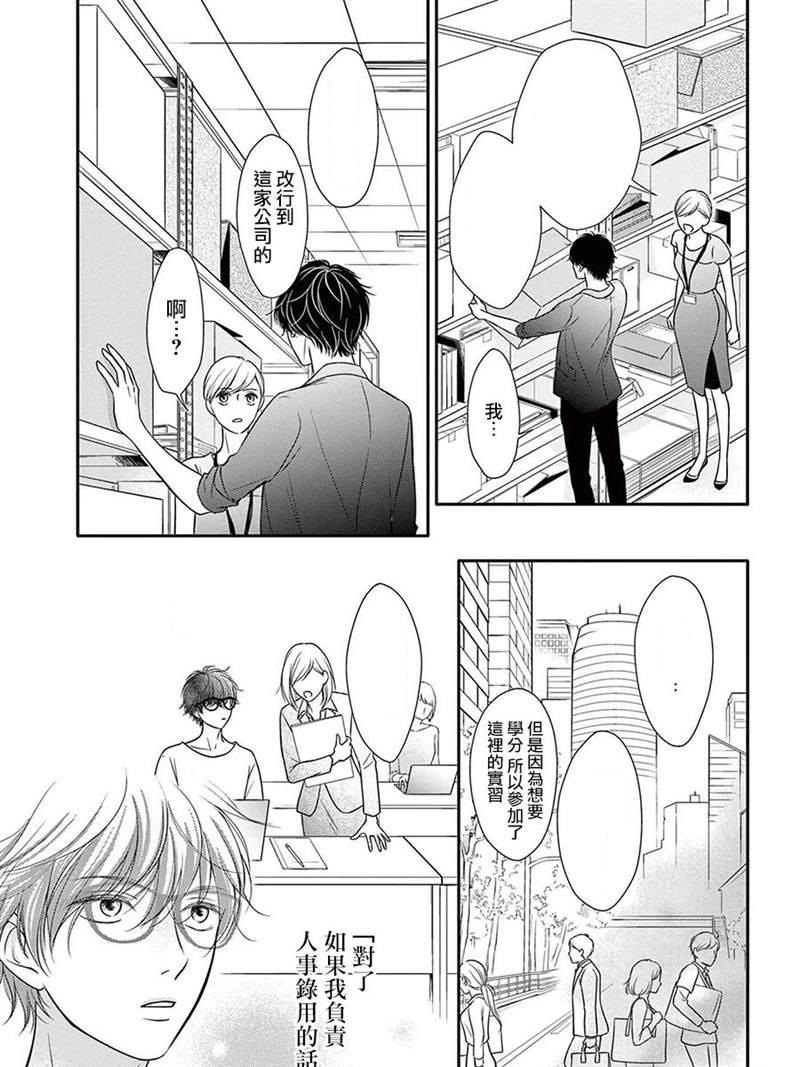 我…
改行到
這家公司的
啊…？
…
但是因為想要
學分 所以參加了
這裡的實習
「對了
如果我負責
人事錄用的話